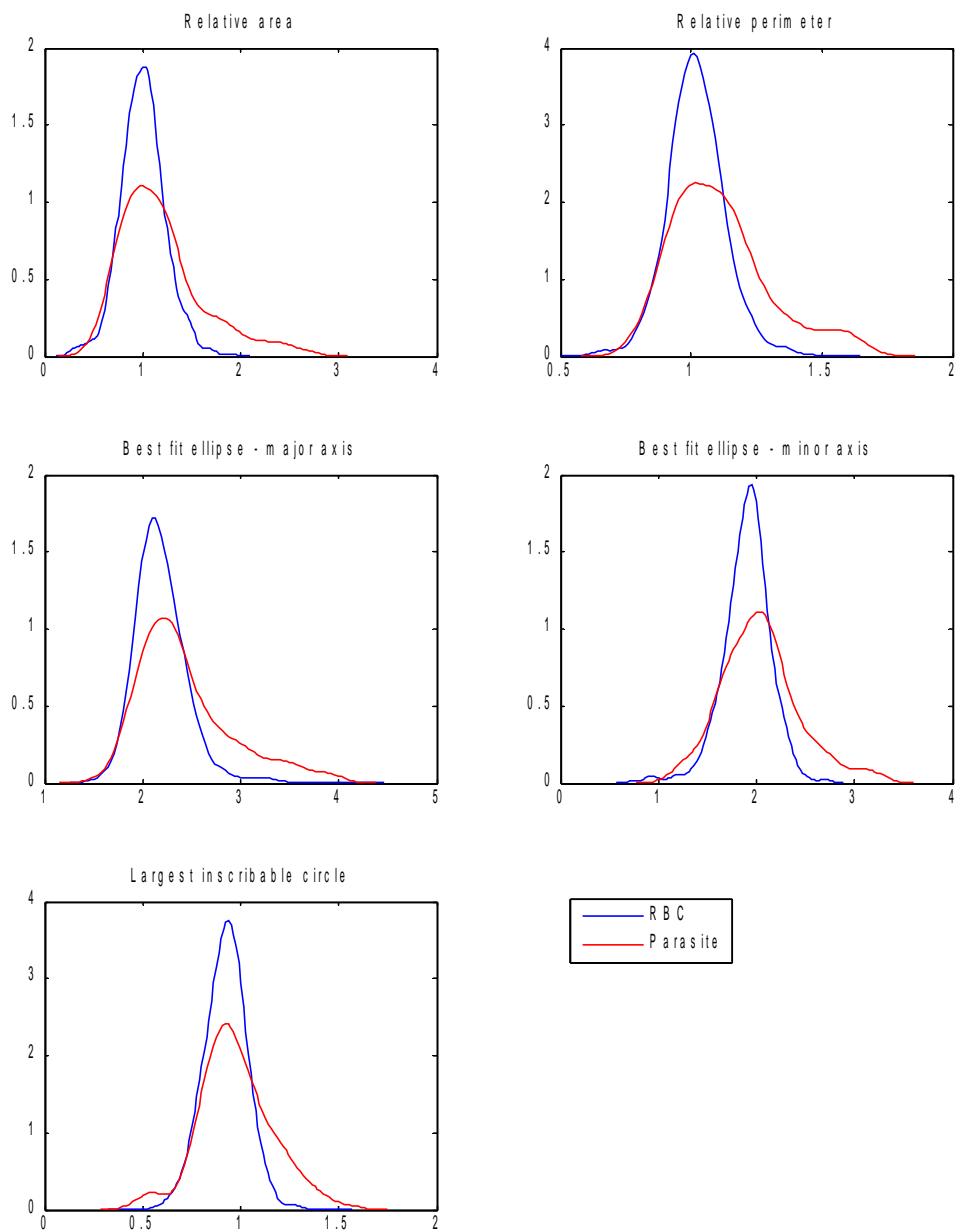 Relative area
2
1.5
1
0.5
0
0 1 2 3 4
Relative perimeter
4
3
2
1
0
0.5 1 1.5 2
Best fit ellipse - major axis
2
1.5
1
0.5
0
1 2 3 4 5
Best fit ellipse - minor axis
2
1.5
1
0.5
0
0 1 2 3 4
Largest inscribable circle
4
3
2
1
0
0 0.5 1 1.5 2
RBC
Parasite